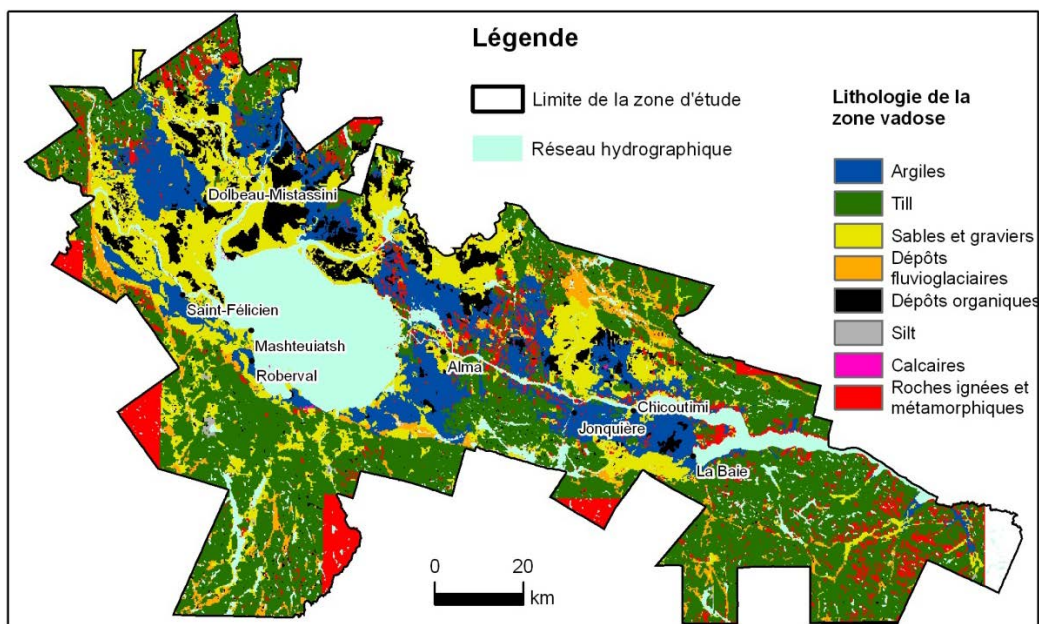 Légende
Limite de la zone d'étude
Réseau hydrographique
Lithologie de la
zone vadose
Argiles
Till
Sables et graviers
Dépôts
fluvioglaciaires
Dépôts organiques
Silt
Calcaires
Roches ignées et
métamorphiques
Dolbeau-Mistassini
Saint-Félicien
Mashteuiatsh
Roberval
Alma
Chicoutimi
Jonquière
La Baie
0 20
km